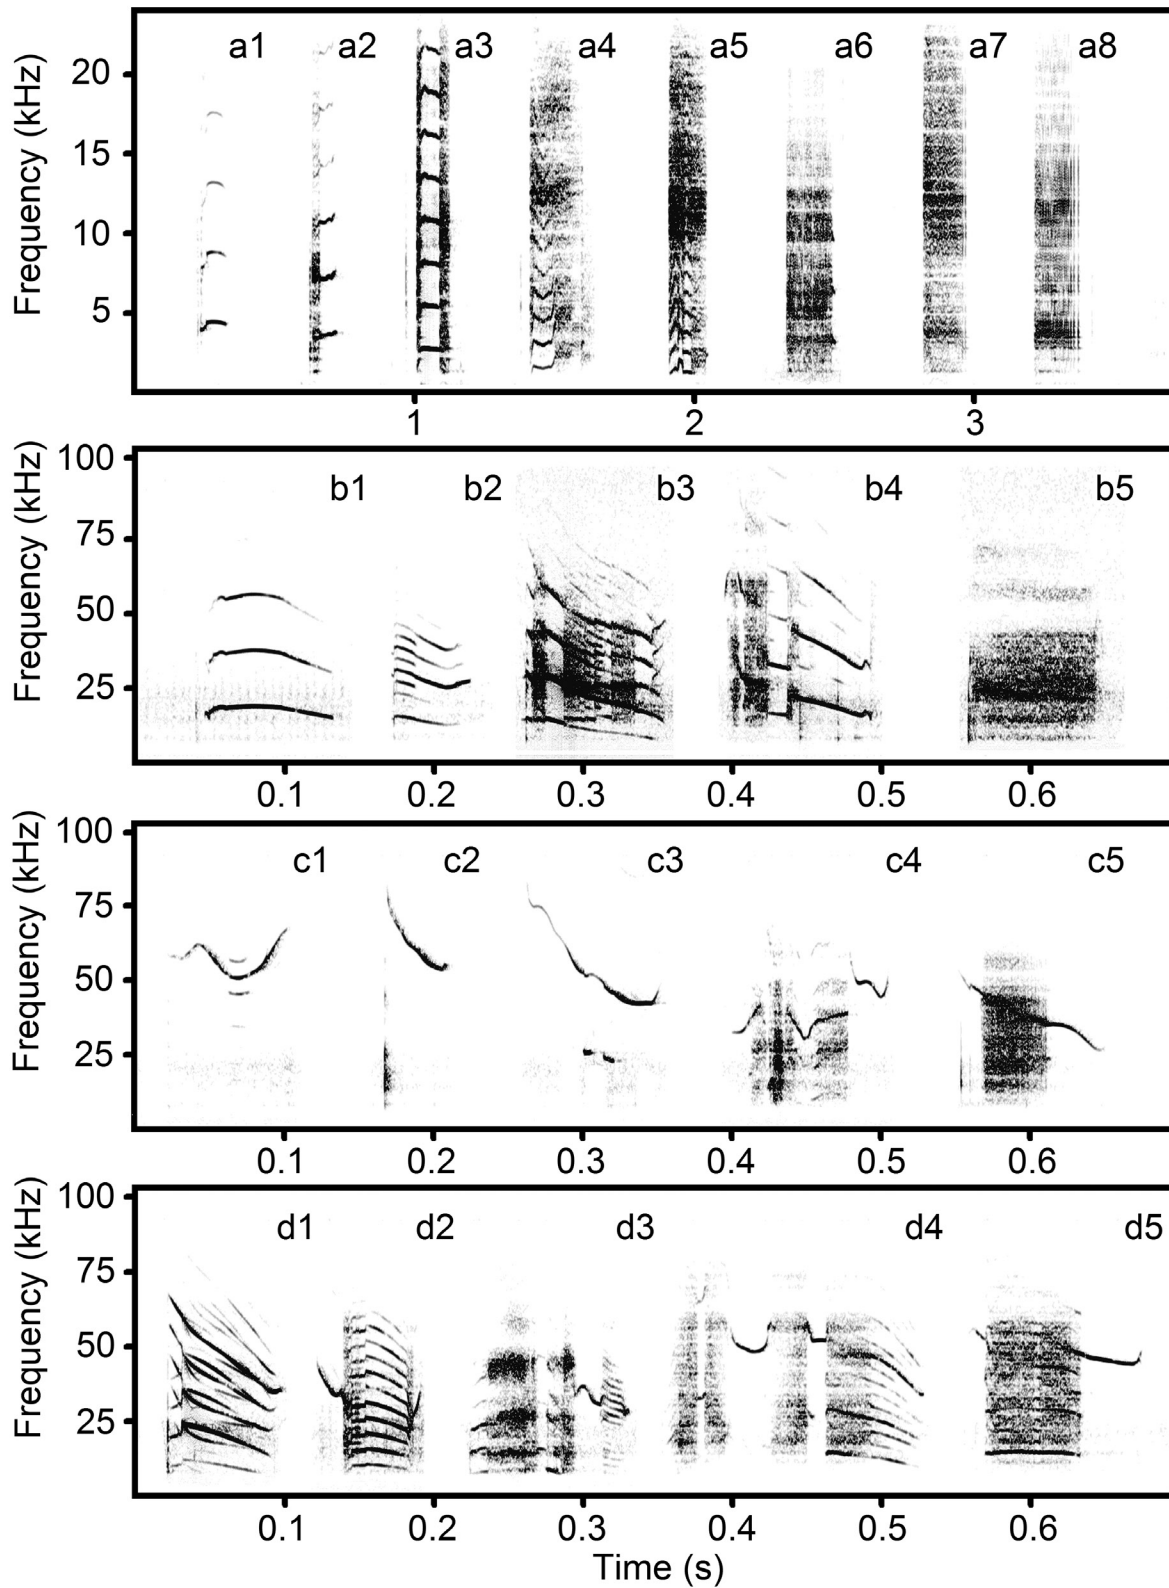 Frequency (kHz)
20
15
10
5
a1 a2 a3 a4 a5 a6 a7 a8
1 2 3
Frequency (kHz)
100
75
50
25
b1 b2 b3 b4 b5
0.1 0.2 0.3 0.4 0.5 0.6
Frequency (kHz)
100
75
50
25
c1 c2 c3 c4 c5
0.1 0.2 0.3 0.4 0.5 0.6
Frequency (kHz)
100
75
50
25
d1 d2 d3 d4 d5
0.1 0.2 0.3 0.4 0.5 0.6
Time (s)